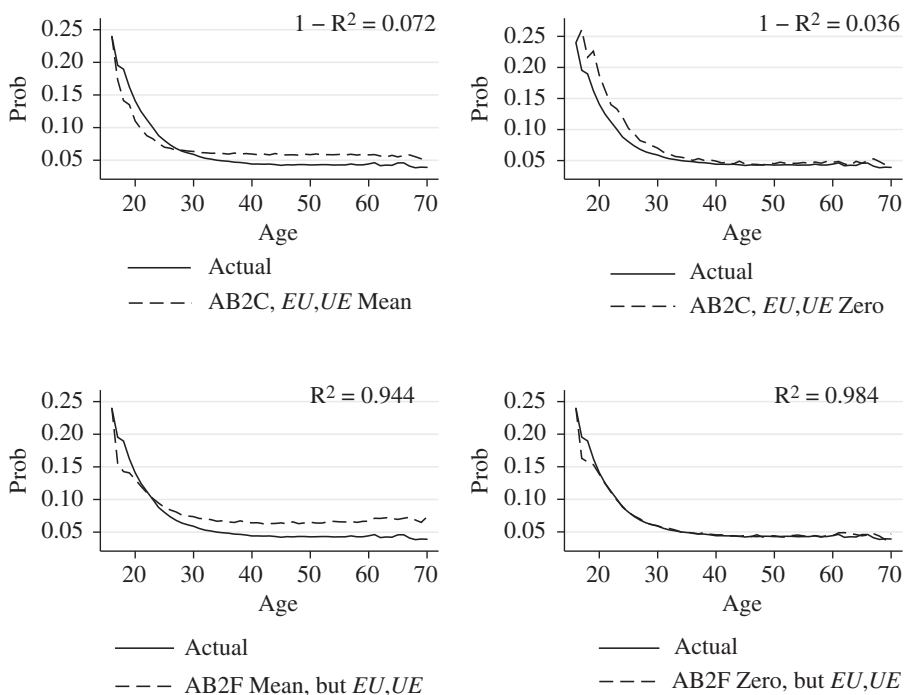 1 – R² = 0.072
Prob
0.25
0.20
0.15
0.10
0.05
20 30 40 50 60 70
Age
Actual
AB2C, EU,UE Mean
1 – R² = 0.036
Prob
0.25
0.20
0.15
0.10
0.05
20 30 40 50 60 70
Age
Actual
AB2C, EU,UE Zero
R² = 0.944
Prob
0.25
0.20
0.15
0.10
0.05
20 30 40 50 60 70
Age
Actual
AB2F Mean, but EU,UE
R² = 0.984
Prob
0.25
0.20
0.15
0.10
0.05
20 30 40 50 60 70
Age
Actual
AB2F Zero, but EU,UE